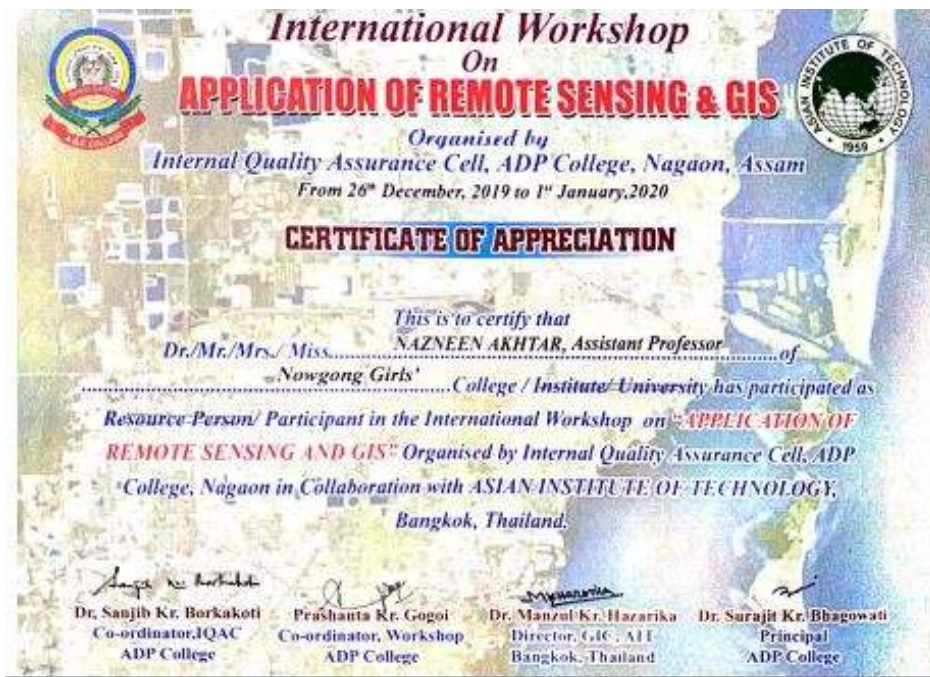 International Workshop
On
APPLICATION OF REMOTE SENSING & GIS
ASIAN INSTITUTE OF TECHNOLOGY
1959
Organised by
Internal Quality Assurance Cell, ADP College, Nagaon, Assam
From 26th December, 2019 to 1st January,2020
CERTIFICATE OF APPRECIATION
This is to certify that
Dr./Mr./Mrs./ Miss............NAZNEEN AKHTAR, Assistant Professor..........of
..............................Nowgong Girls'......College / Institute/ University has participated as
Resource Person/ Participant in the International Workshop on "APPLICATION OF
REMOTE SENSING AND GIS" Organised by Internal Quality Assurance Cell, ADP
College, Nagaon in Collaboration with ASIAN INSTITUTE OF TECHNOLOGY,
Bangkok, Thailand.
Dr. Sanjib Kr. Borkakoti
Co-ordinator,IQAC
ADP College
Prashanta Kr. Gogoi
Co-ordinator, Workshop
ADP College
Dr. Manzul Kr. Hazarika
Director, GIC, AIT
Bangkok, Thailand
Dr. Surajit Kr. Bhagowati
Principal
ADP College